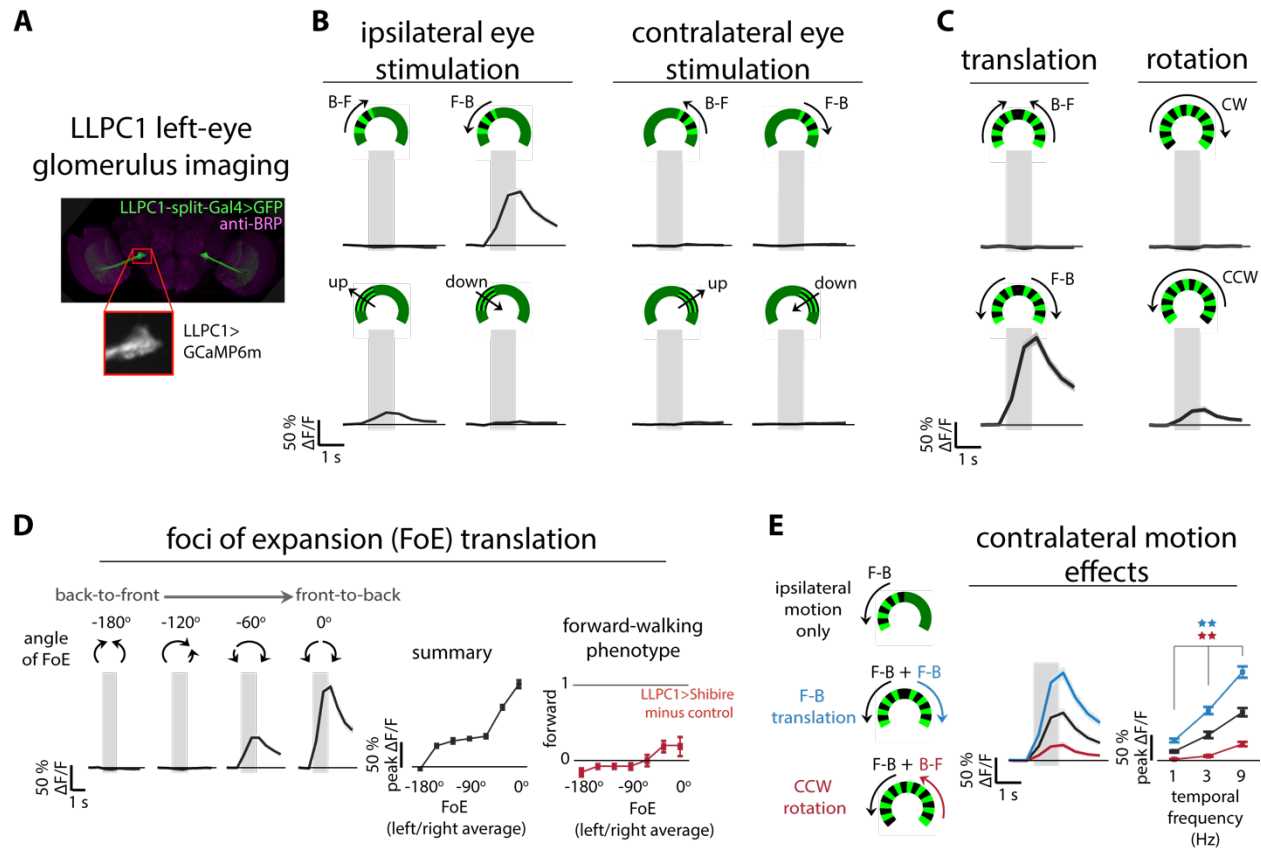 A
LLPC1 left-eye
glomerulus imaging
LLPC1-split-Gal4>GFP
anti-BRP
LLPC1>
GCaMP6m
B
ipsilateral eye
stimulation
contralateral eye
stimulation
B-F
F-B
B-F
F-B
up
down
up
down
50 %
ΔF/F
1 s
C
translation
rotation
B-F
CW
F-B
CCW
50 %
ΔF/F
1 s
D
foci of expansion (FoE) translation
back-to-front
front-to-back
angle
of FoE
-180°
-120°
-60°
0°
50 %
ΔF/F
1 s
summary
50 %
peak ΔF/F
-180°
-90°
0°
FoE
(left/right average)
forward-walking
phenotype
forward
1
0
LLPC1>Shibire
minus control
-180°
-90°
0°
FoE
(left/right average)
E
contralateral motion
effects
ipsilateral
motion
only
F-B
F-B
translation
F-B + F-B
CCW
rotation
F-B + B-F
1 s
★★
★★
50 %
peak ΔF/F
1 3 9
temporal
frequency
(Hz)